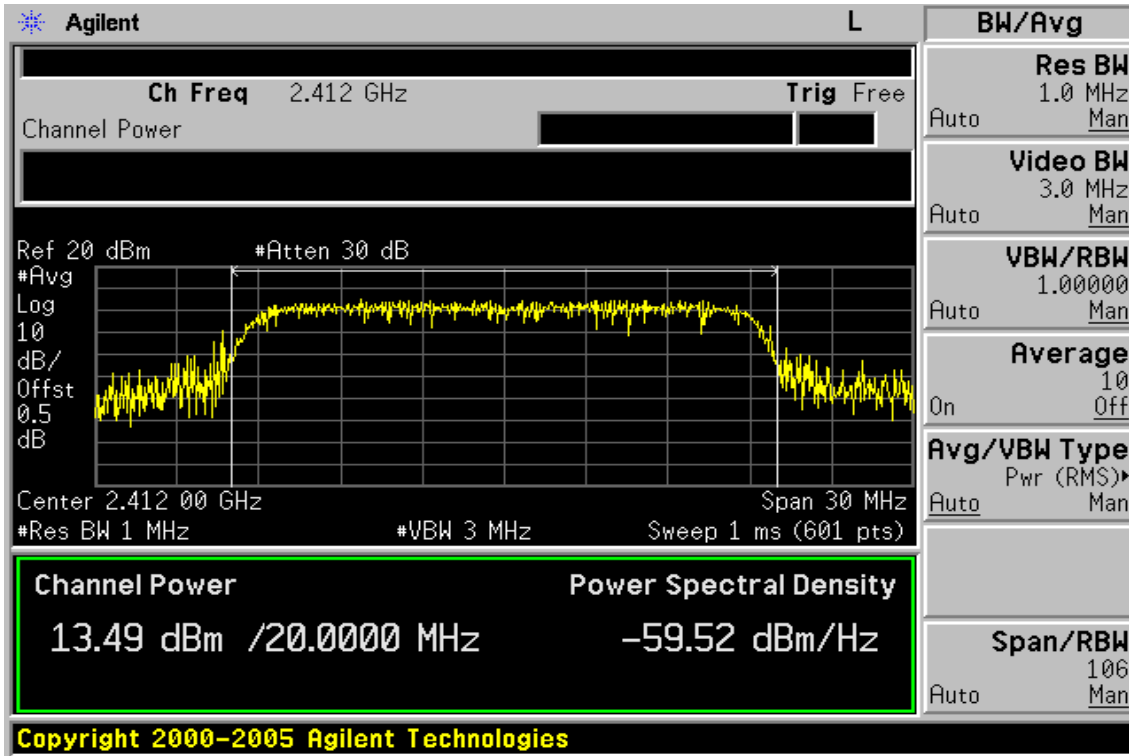 Agilent L
Ch Freq 2.412 GHz Trig Free
Channel Power
Ref 20 dBm #Atten 30 dB
#Avg
Log
10
dB/
Offst
0.5
dB
Center 2.412 00 GHz Span 30 MHz
#Res BW 1 MHz #VBW 3 MHz Sweep 1 ms (601 pts)
Channel Power Power Spectral Density
13.49 dBm /20.0000 MHz -59.52 dBm/Hz
Copyright 2000-2005 Agilent Technologies
BW/Avg
Res BW
1.0 MHz
Auto Man
Video BW
3.0 MHz
Auto Man
VBW/RBW
1.00000
Auto Man
Average
10
On Off
Avg/VBW Type
Pwr (RMS)▸
Auto Man
Span/RBW
106
Auto Man